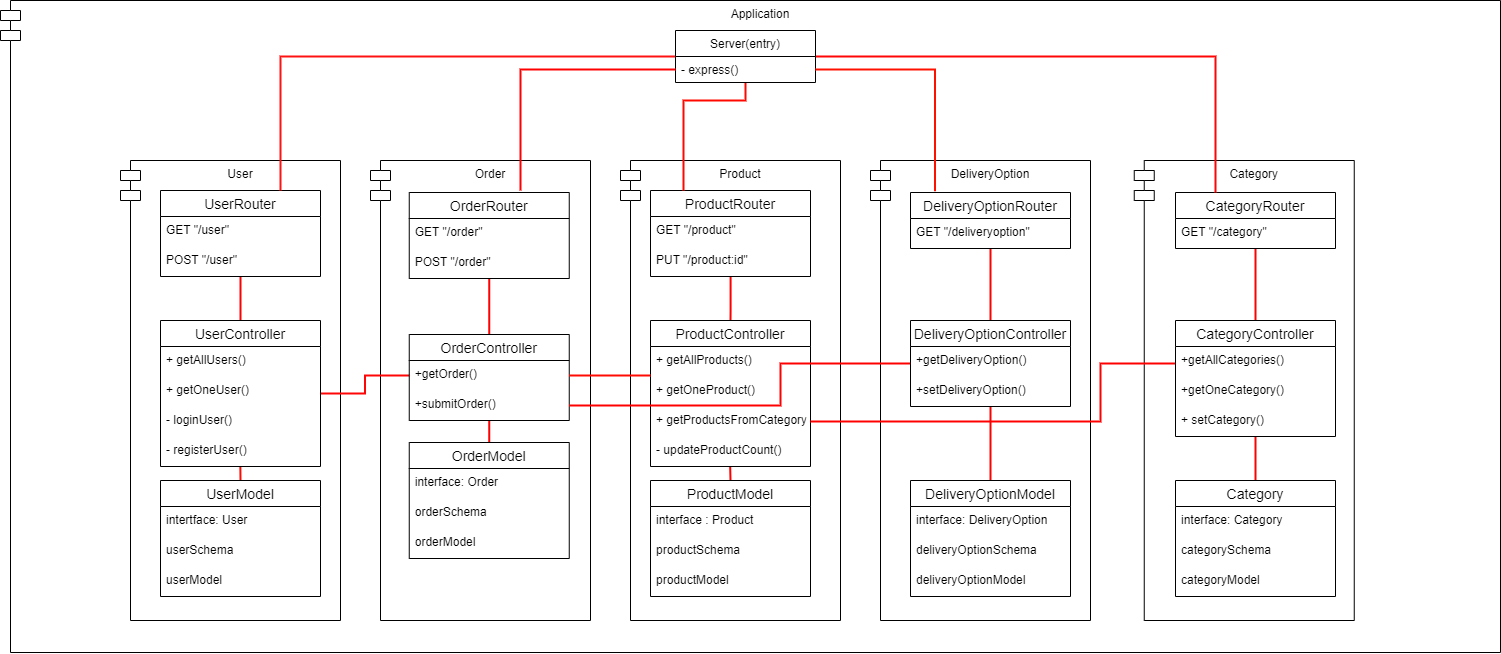 Application
Server(entry)
- express()
User
UserRouter
GET "/user"
POST "/user"
UserController
+ getAllUsers()
+ getOneUser()
- loginUser()
- registerUser()
UserModel
intertface: User
userSchema
userModel
Order
OrderRouter
GET "/order"
POST "/order"
OrderController
+getOrder()
+submitOrder()
OrderModel
interface: Order
orderSchema
orderModel
Product
ProductRouter
GET "/product"
PUT "/product:id"
ProductController
+ getAllProducts()
+ getOneProduct()
+ getProductsFromCategory
- updateProductCount()
ProductModel
interface : Product
productSchema
productModel
DeliveryOption
DeliveryOptionRouter
GET "/deliveryoption"
DeliveryOptionController
+getDeliveryOption()
+setDeliveryOption()
DeliveryOptionModel
interface: DeliveryOption
deliveryOptionSchema
deliveryOptionModel
Category
CategoryRouter
GET "/category"
CategoryController
+getAllCategories()
+getOneCategory()
+ setCategory()
Category
interface: Category
categorySchema
categoryModel